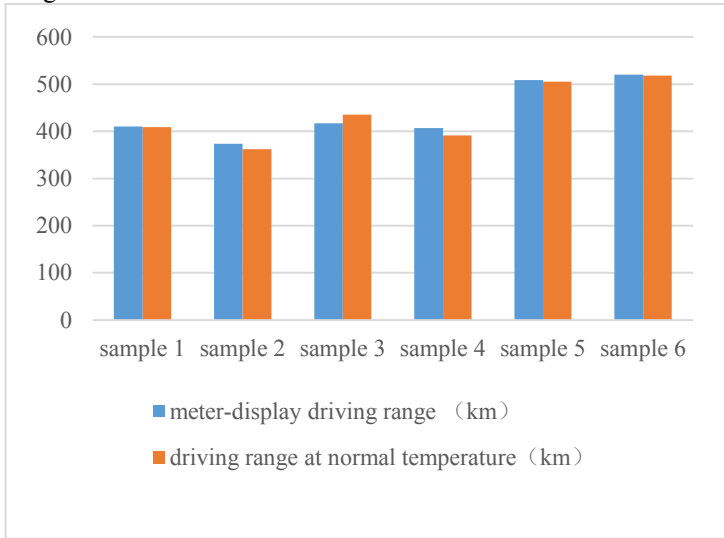 600
500
400
300
200
100
0
sample 1 sample 2 sample 3 sample 4 sample 5 sample 6
meter-display driving range （km）
driving range at normal temperature（km）